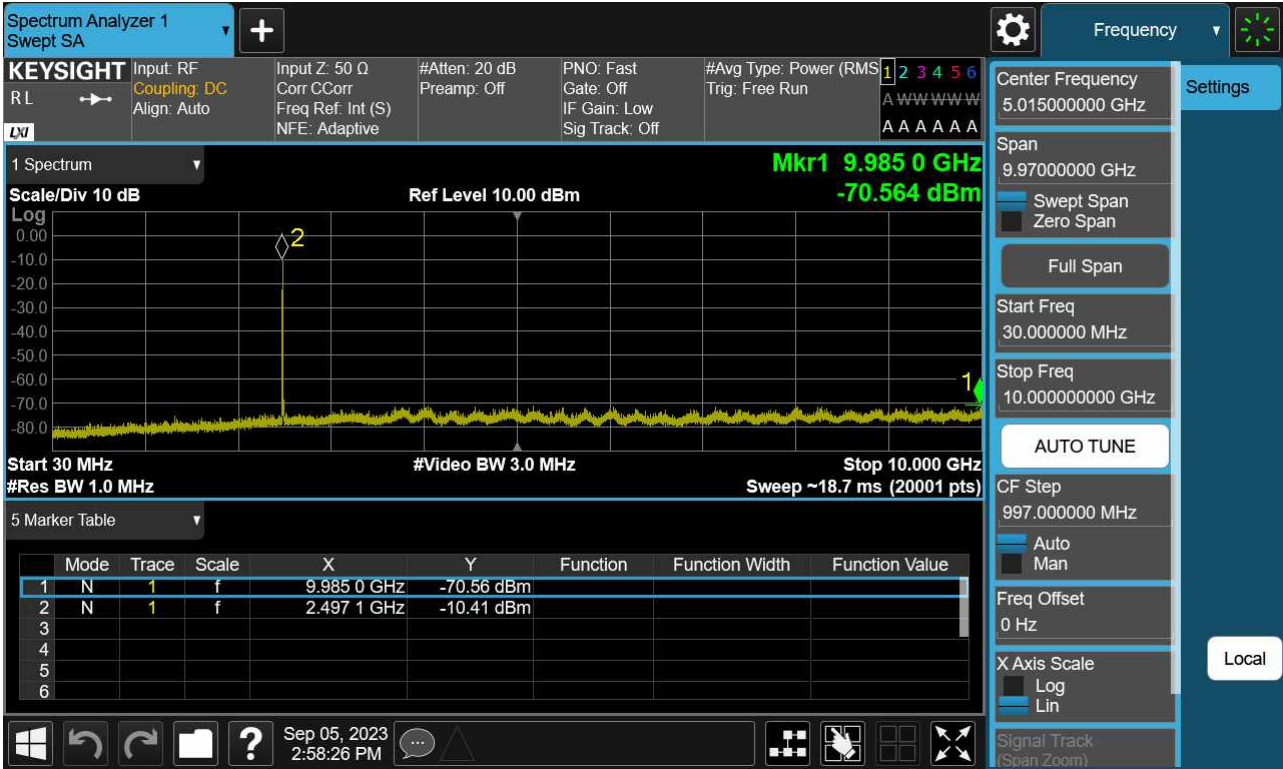 Spectrum Analyzer 1
Swept SA
Frequency
KEYSIGHT
R L
LXI
Input: RF
Coupling: DC
Align: Auto
Input Z: 50 Ω
Corr CCorr
Freq Ref: Int (S)
NFE: Adaptive
#Atten: 20 dB
Preamp: Off
PNO: Fast
Gate: Off
IF Gain: Low
Sig Track: Off
#Avg Type: Power (RMS
Trig: Free Run
1 2 3 4 5 6
A W W W W W
A A A A A A
1 Spectrum
Mkr1 9.985 0 GHz
-70.564 dBm
Scale/Div 10 dB
Ref Level 10.00 dBm
Log
0.00
-10.0
-20.0
-30.0
-40.0
-50.0
-60.0
-70.0
-80.0
2
1
Start 30 MHz
#Video BW 3.0 MHz
Stop 10.000 GHz
#Res BW 1.0 MHz
Sweep ~18.7 ms (20001 pts)
5 Marker Table
Mode Trace Scale X Y Function Function Width Function Value
1 N 1 f 9.985 0 GHz -70.56 dBm
2 N 1 f 2.497 1 GHz -10.41 dBm
3
4
5
6
Sep 05, 2023
2:58:26 PM
Center Frequency
5.015000000 GHz
Span
9.97000000 GHz
Swept Span
Zero Span
Full Span
Start Freq
30.000000 MHz
Stop Freq
10.000000000 GHz
AUTO TUNE
CF Step
997.000000 MHz
Auto
Man
Freq Offset
0 Hz
X Axis Scale
Log
Lin
Signal Track
(Span Zoom)
Settings
Local